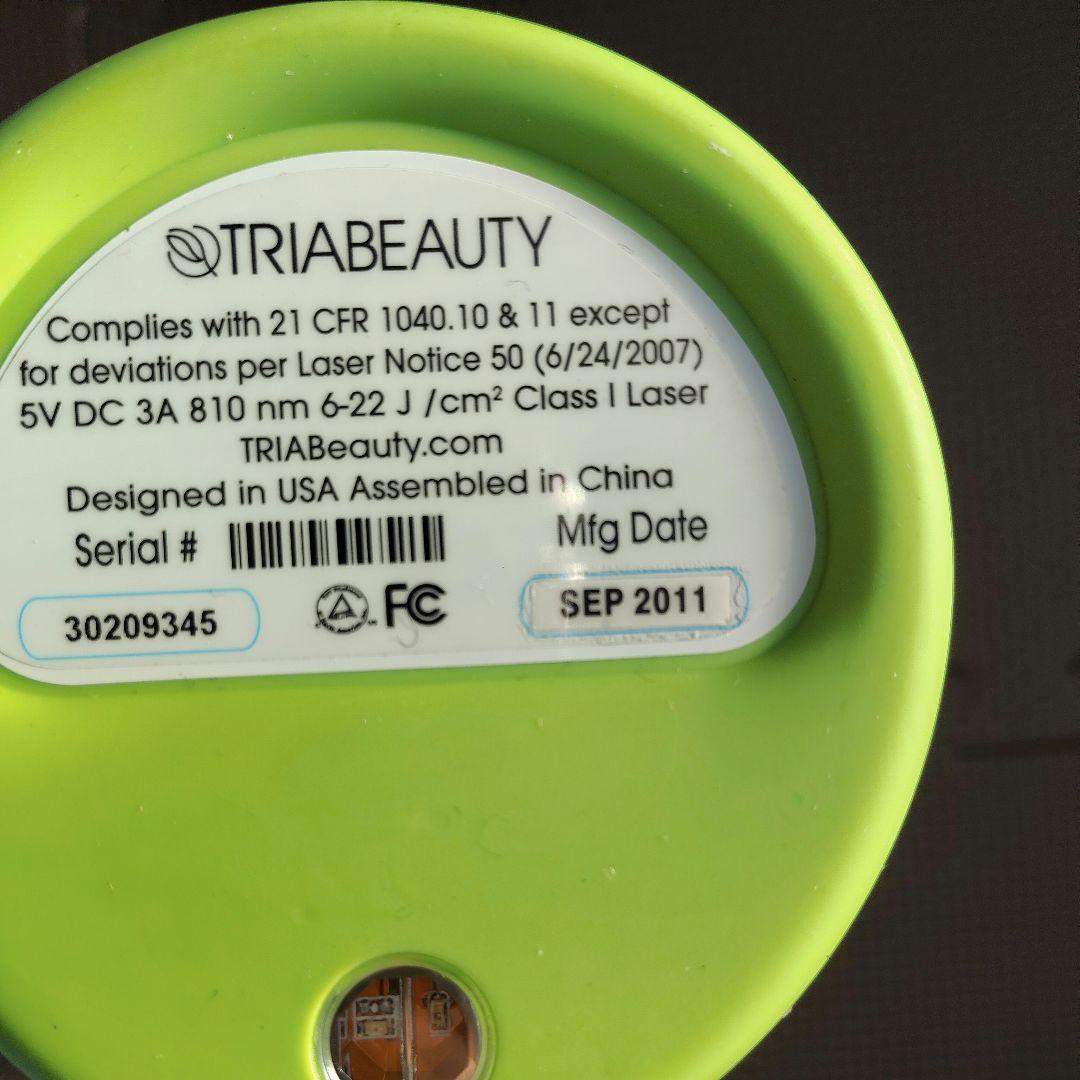 TRIABEAUTY
Complies with 21 CFR 1040.10 & 11 except
for deviations per Laser Notice 50 (6/24/2007)
5V DC 3A 810 nm 6-22 J /cm² Class I Laser
TRIABeauty.com
Designed in USA Assembled in China
Serial # Mfg Date
30209345 FC SEP 2011